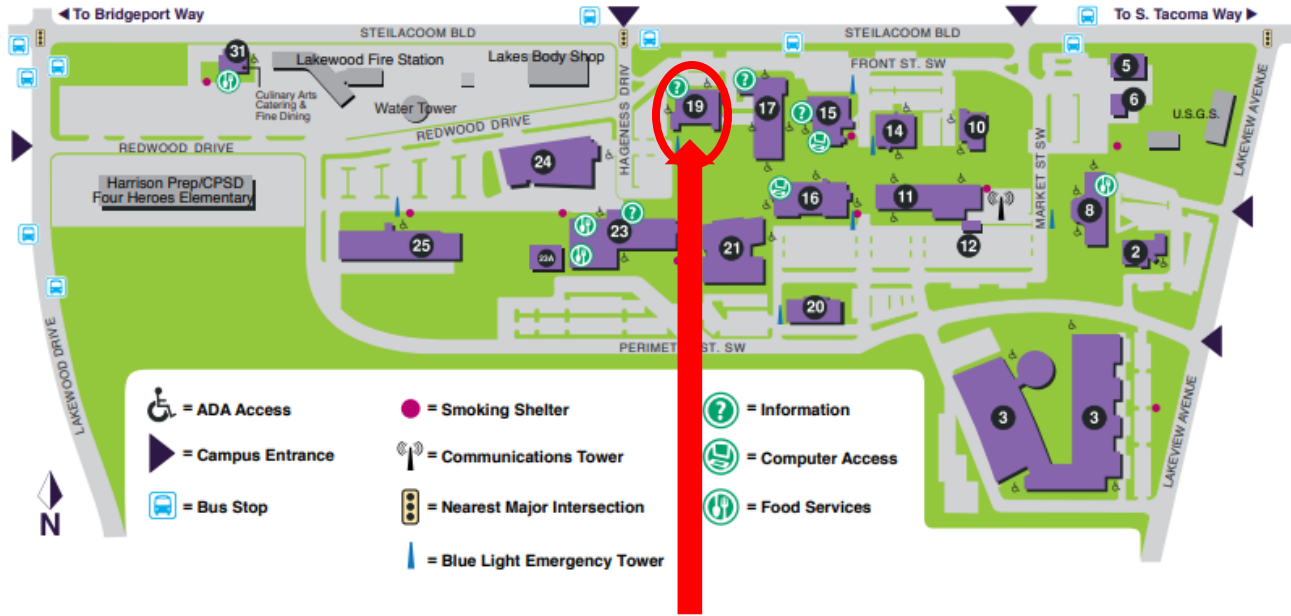 To Bridgeport Way
To S. Tacoma Way
STEILACOOM BLD
STEILACOOM BLD
31
Lakewood Fire Station
Lakes Body Shop
FRONT ST. SW
5
Culinary Arts
Catering &
Fine Dining
Water Tower
HAGENESS DRIV
19
17
15
14
10
6
U.S.G.S.
LAKEVIEW AVENUE
REDWOOD DRIVE
REDWOOD DRIVE
24
MARKET ST SW
Harrison Prep/CPSD
Four Heroes Elementary
16
11
8
25
23
23A
21
12
2
20
PERIMET
ST. SW
LAKEWOOD DRIVE
3
3
LAKEVIEW AVENUE
= ADA Access
= Smoking Shelter
= Information
= Campus Entrance
= Communications Tower
= Computer Access
= Bus Stop
= Nearest Major Intersection
= Food Services
= Blue Light Emergency Tower
N